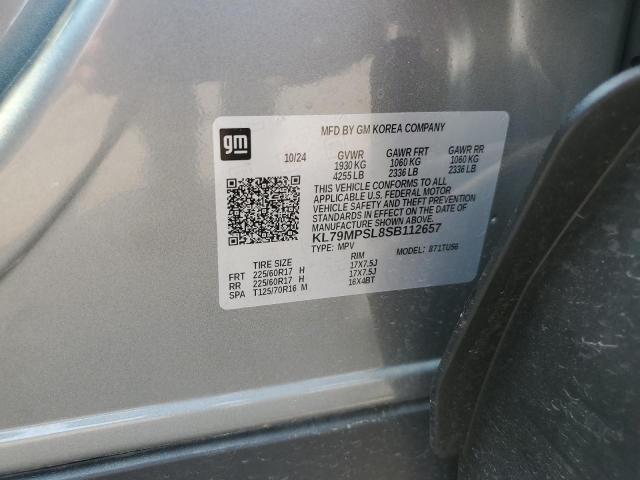 gm
MFD BY GM KOREA COMPANY
10/24 GVWR GAWR FRT GAWR RR
1930 KG 1060 KG 1060 KG
4255 LB 2336 LB 2336 LB
THIS VEHICLE CONFORMS TO ALL
APPLICABLE U.S. FEDERAL MOTOR
VEHICLE SAFETY AND THEFT PREVENTION
STANDARDS IN EFFECT ON THE DATE OF
MANUFACTURE SHOWN ABOVE.
KL79MPSL8SB112657
TYPE: MPV MODEL: 871TU56
TIRE SIZE RIM
FRT 225/60R17 H 17X7.5J
RR 225/60R17 H 17X7.5J
SPA T125/70R16 M 16X4BT